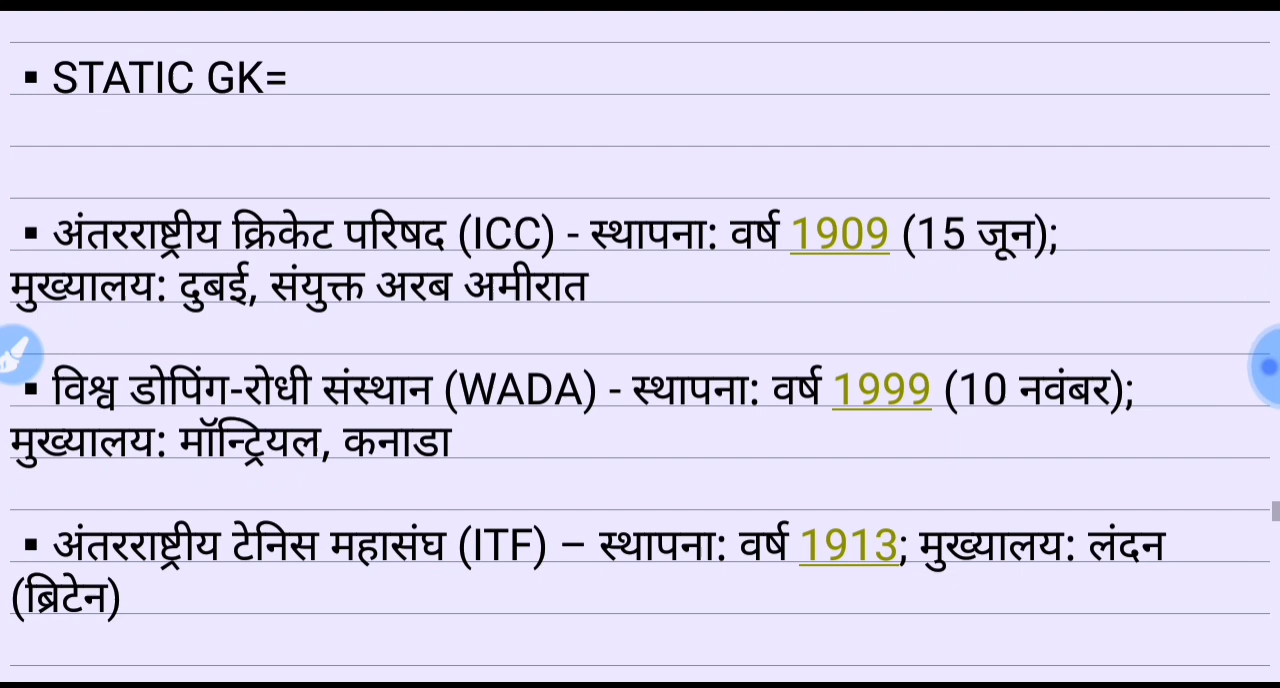 ▪ STATIC GK=
▪ अंतरराष्ट्रीय क्रिकेट परिषद (ICC) - स्थापना: वर्ष 1909 (15 जून);
मुख्यालय: दुबई, संयुक्त अरब अमीरात
▪ विश्व डोपिंग-रोधी संस्थान (WADA) - स्थापना: वर्ष 1999 (10 नवंबर);
मुख्यालय: मॉन्ट्रियल, कनाडा
▪ अंतरराष्ट्रीय टेनिस महासंघ (ITF) – स्थापना: वर्ष 1913; मुख्यालय: लंदन
(ब्रिटेन)